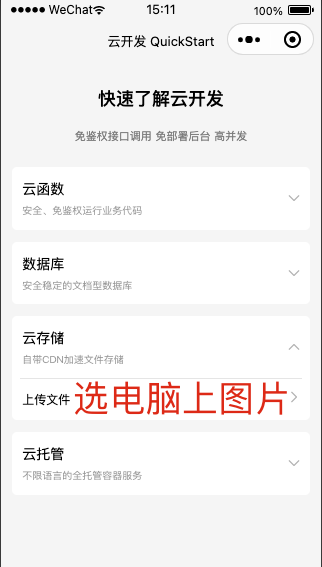 ●●●●● WeChat 15:11 100%
云开发 QuickStart
快速了解云开发
免鉴权接口调用 免部署后台 高并发
云函数
安全、免鉴权运行业务代码
数据库
安全稳定的文档型数据库
云存储
自带CDN加速文件存储
上传文件 选电脑上图片
云托管
不限语言的全托管容器服务